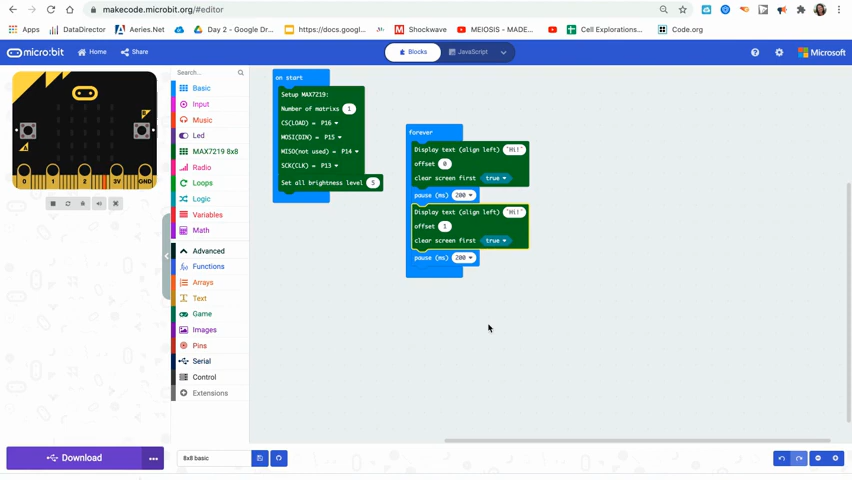 makecode.microbit.org/#editor
Apps
DataDirector
Aeries.Net
Day 2 - Google Dr...
https://docs.googl...
M Shockwave
MEIOSIS - MADE...
Cell Explorations...
Code.org
micro:bit
Home
Share
Blocks
JavaScript
Microsoft
Search...
Basic
Input
Music
Led
MAX7219 8x8
Radio
Loops
Logic
Variables
Math
Advanced
Functions
Arrays
Text
Game
Images
Pins
Serial
Control
Extensions
0 1 2 3V GND
on start
Setup MAX7219:
Number of matrixs 1
CS(LOAD) = P16
MOSI(DIN) = P15
MISO(not used) = P14
SCK(CLK) = P13
Set all brightness level 5
forever
Display text (align left) "Hi!"
offset 0
clear screen first true
pause (ms) 200
Display text (align left) "Hi!"
offset 1
clear screen first true
pause (ms) 200
Download
8x8 basic